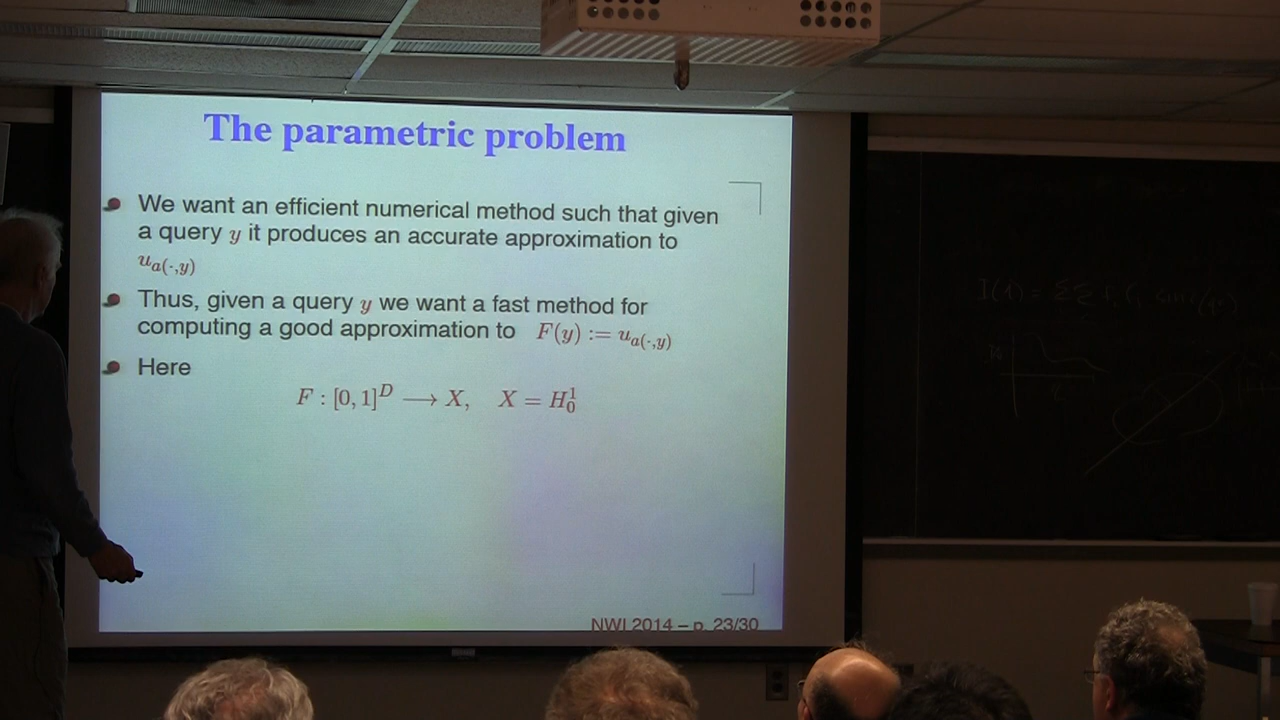 The parametric problem
We want an efficient numerical method such that given
a query y it produces an accurate approximation to
u_{a(·,y)}
Thus, given a query y we want a fast method for
computing a good approximation to F(y) := u_{a(·,y)}
Here
F : [0, 1]^D ⟶ X, X = H_0^1
NWI 2014 – p. 23/30